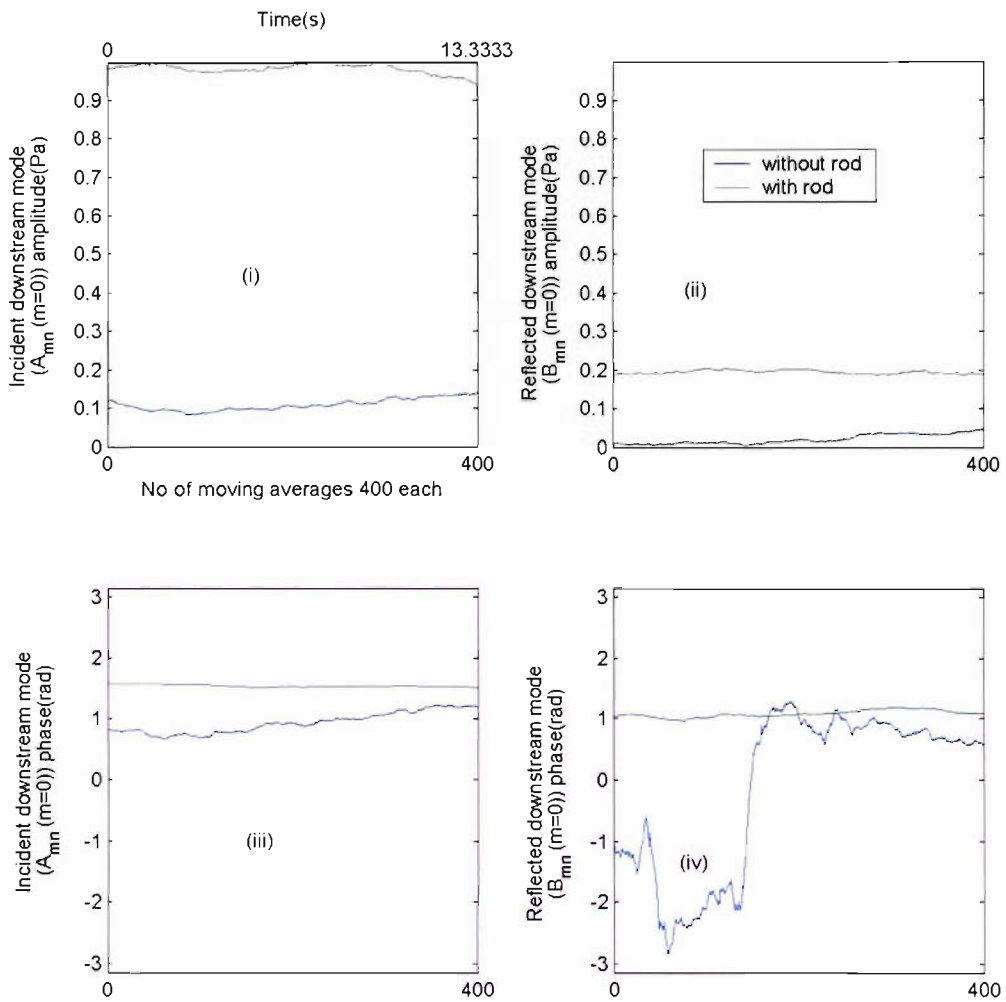 Time(s)
0 13.3333
Incident downstream mode
(Amn (m=0)) amplitude(Pa)
0.9
0.8
0.7
0.6
0.5
0.4
0.3
0.2
0.1
0
(i)
0 400
No of moving averages 400 each
Reflected downstream mode
(Bmn (m=0)) amplitude(Pa)
0.9
0.8
0.7
0.6
0.5
0.4
0.3
0.2
0.1
0
without rod
with rod
(ii)
0 400
Incident downstream mode
(Amn (m=0)) phase(rad)
3
2
1
0
-1
-2
-3
(iii)
0 400
Reflected downstream mode
(Bmn (m=0)) phase(rad)
3
2
1
0
-1
-2
-3
(iv)
0 400